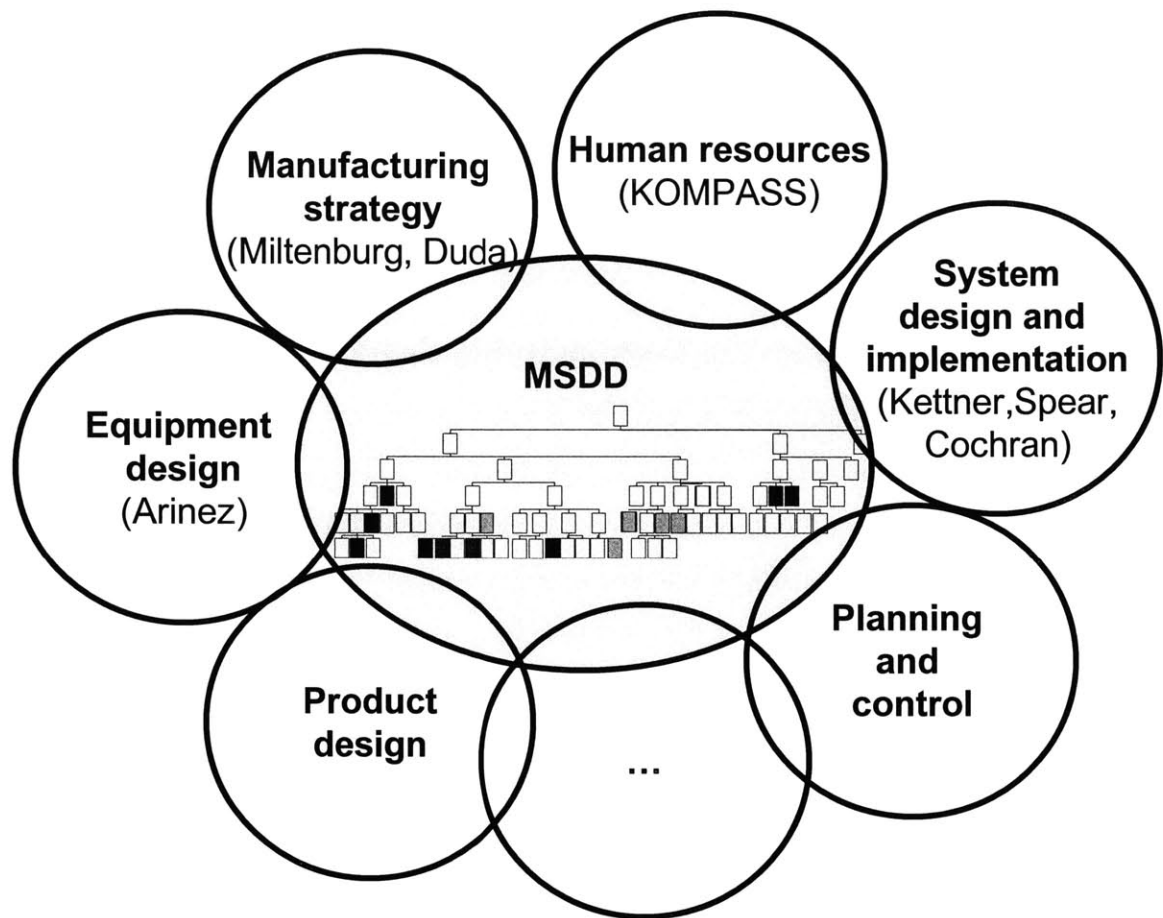 Manufacturing
strategy
(Miltenburg, Duda)
Human resources
(KOMPASS)
System
design and
implementation
(Kettner,Spear,
Cochran)
MSDD
Equipment
design
(Arinez)
Planning
and
control
Product
design
...